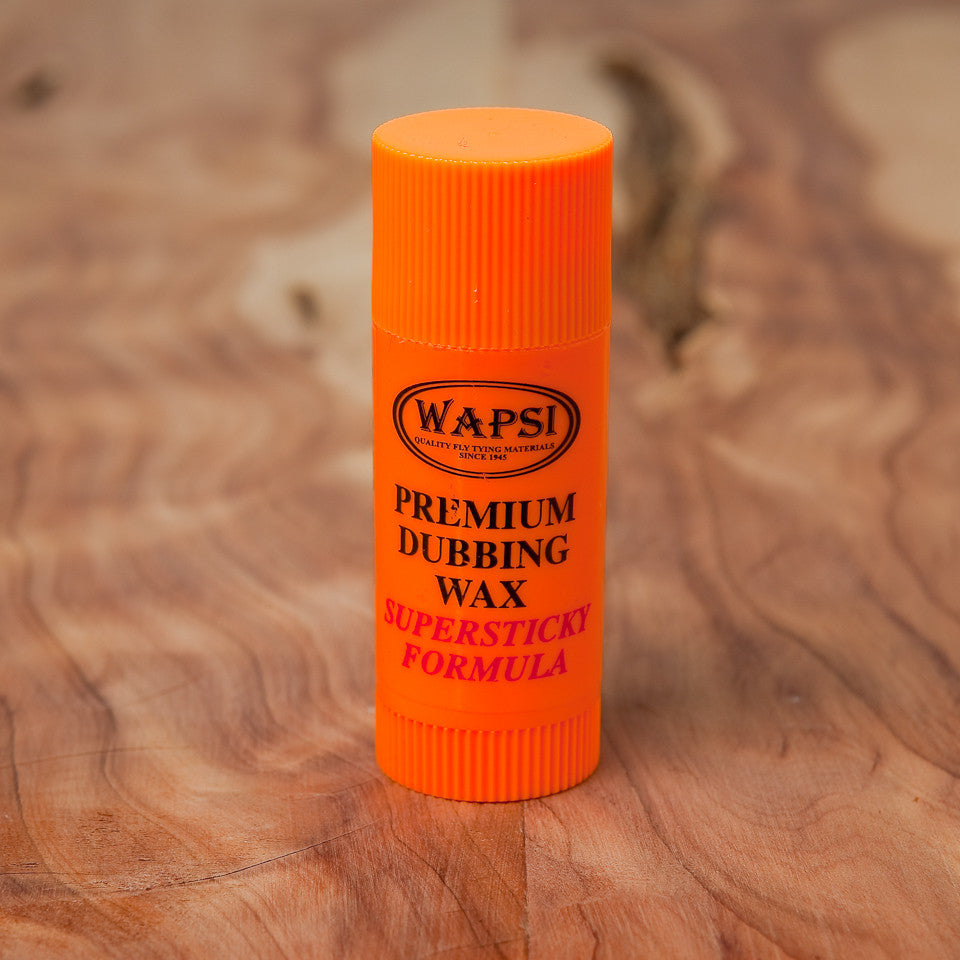 WAPSI
QUALITY FLY TYING MATERIALS
SINCE 1945
PREMIUM
DUBBING
WAX
SUPERSTICKY
FORMULA